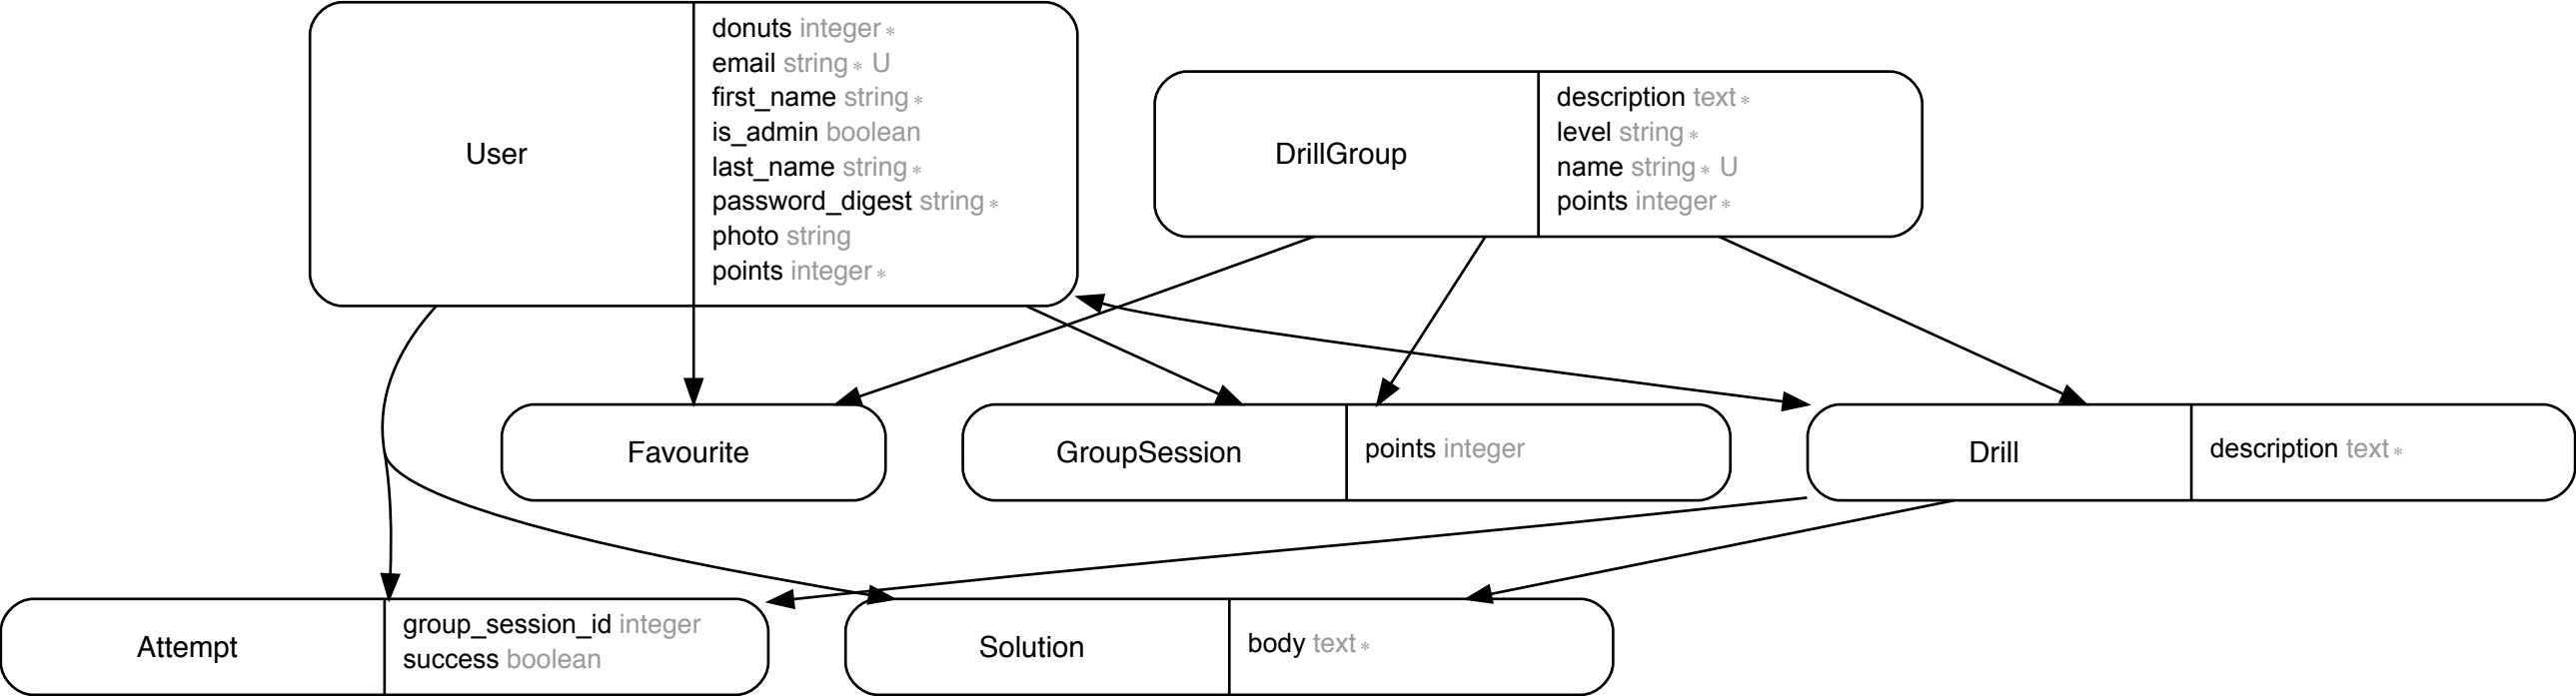 User
donuts integer ∗
email string ∗ U
first_name string ∗
is_admin boolean
last_name string ∗
password_digest string ∗
photo string
points integer ∗
DrillGroup
description text ∗
level string ∗
name string ∗ U
points integer ∗
Favourite
GroupSession
points integer
Drill
description text ∗
Attempt
group_session_id integer
success boolean
Solution
body text ∗